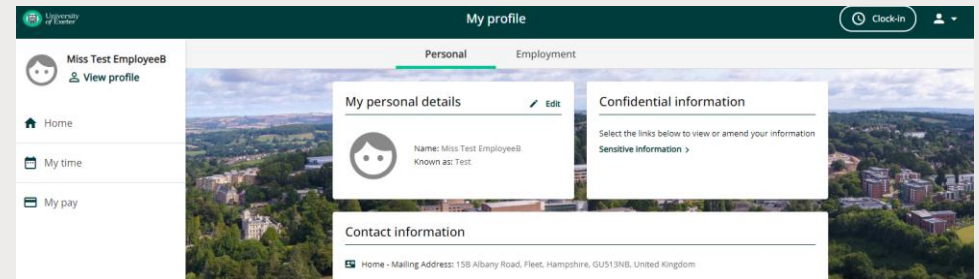 University
of Exeter
My profile
Clock-in
Miss Test EmployeeB
View profile
Personal
Employment
My personal details
Edit
Confidential information
Name: Miss Test EmployeeB
Known as: Test
Select the links below to view or amend your information
Sensitive information >
Home
My time
My pay
Contact information
Home - Mailing Address: 15B Albany Road, Fleet, Hampshire, GU513NB, United Kingdom